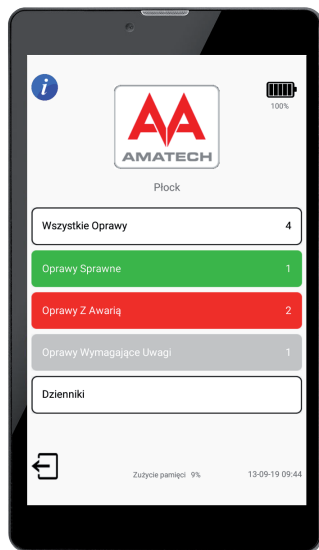 i
100%
AMATECH
Płock
Wszystkie Oprawy 4
Oprawy Sprawne 1
Oprawy Z Awarią 2
Oprawy Wymagające Uwagi 1
Dzienniki
Zużycie pamięci 9% 13-09-19 09:44